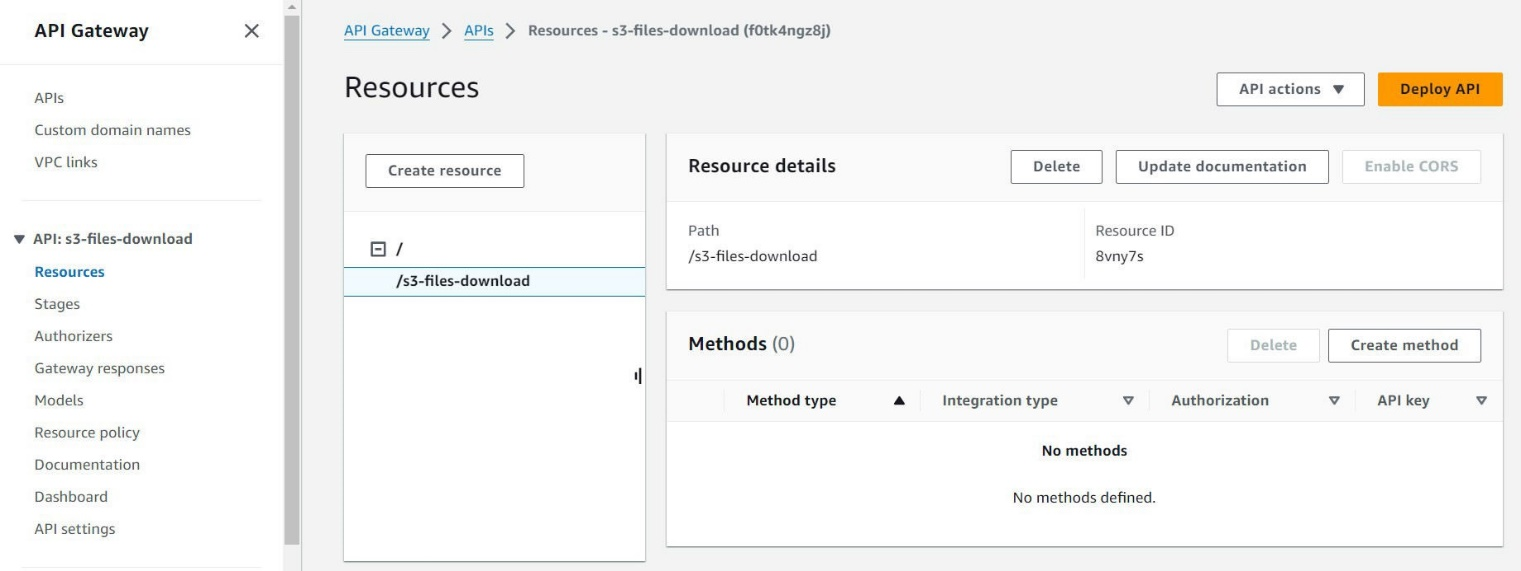 API Gateway
APIs
Custom domain names
VPC links
API: s3-files-download
Resources
Stages
Authorizers
Gateway responses
Models
Resource policy
Documentation
Dashboard
API settings
API Gateway > APIs > Resources - s3-files-download (f0tk4ngz8j)
Resources
API actions Deploy API
Create resource
/
/s3-files-download
Resource details Delete Update documentation Enable CORS
Path Resource ID
/s3-files-download 8vny7s
Methods (0) Delete Create method
Method type Integration type Authorization API key
No methods
No methods defined.